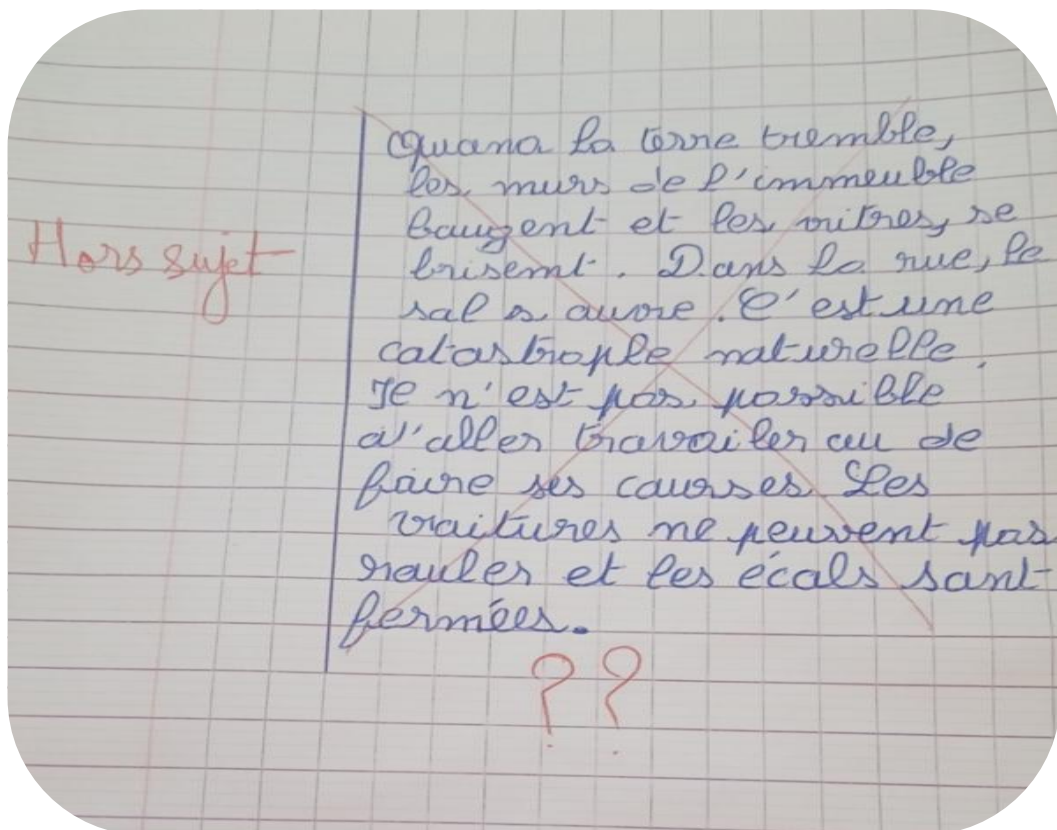 Quand la terre tremble,
les murs de l'immeuble
Hors sujet
bougent et les vitres, se
brisent. Dans la rue, le
sol s ouvre. C'est une
catastrophe naturelle.
Il n'est pas possible
d'aller travailer ou de
faire ses courses. Les
voitures ne peuvent pas
rouler et les écols sont
fermées.
??